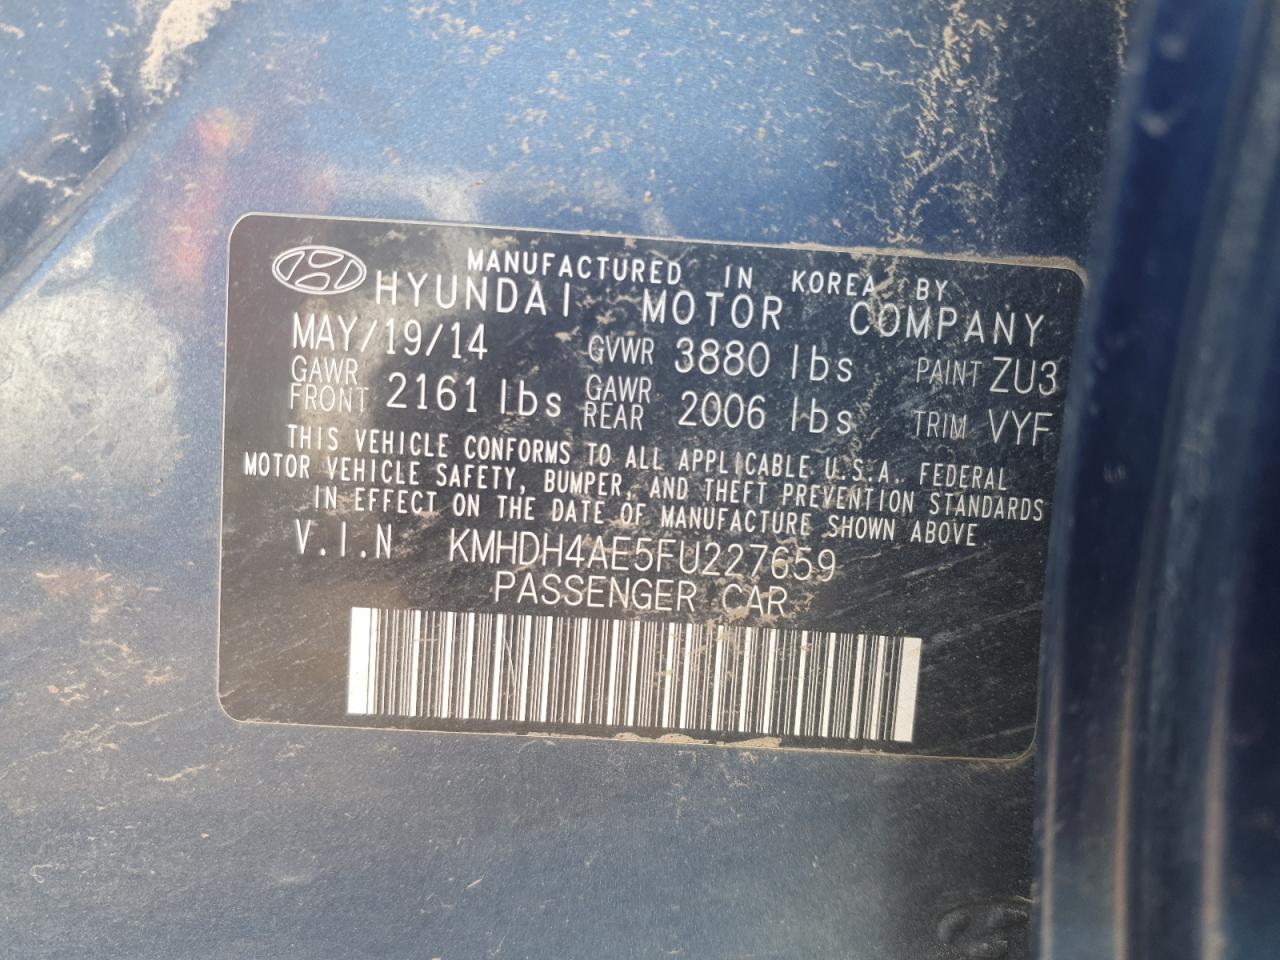 MANUFACTURED IN KOREA BY
HYUNDAI MOTOR COMPANY
MAY/19/14 GVWR 3880 lbs PAINT ZU3
GAWR FRONT 2161 lbs GAWR REAR 2006 lbs TRIM VYF
THIS VEHICLE CONFORMS TO ALL APPLICABLE U.S.A. FEDERAL
MOTOR VEHICLE SAFETY, BUMPER, AND THEFT PREVENTION STANDARDS
IN EFFECT ON THE DATE OF MANUFACTURE SHOWN ABOVE
V.I.N KMHDH4AE5FU227659
PASSENGER CAR